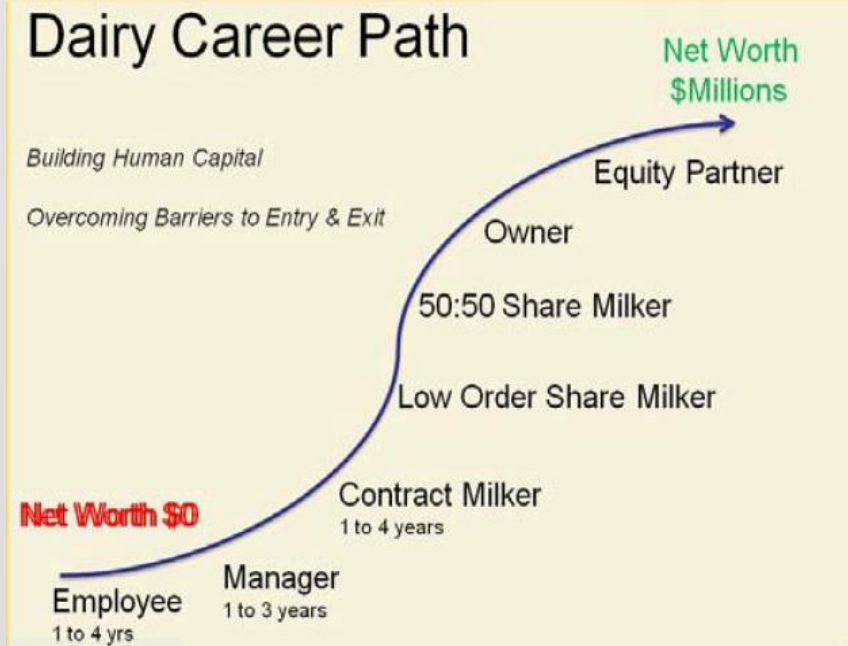 Dairy Career Path
Net Worth
$Millions
Building Human Capital
Equity Partner
Overcoming Barriers to Entry & Exit
Owner
50:50 Share Milker
Low Order Share Milker
Contract Milker
1 to 4 years
Net Worth $0
Manager
1 to 3 years
Employee
1 to 4 yrs